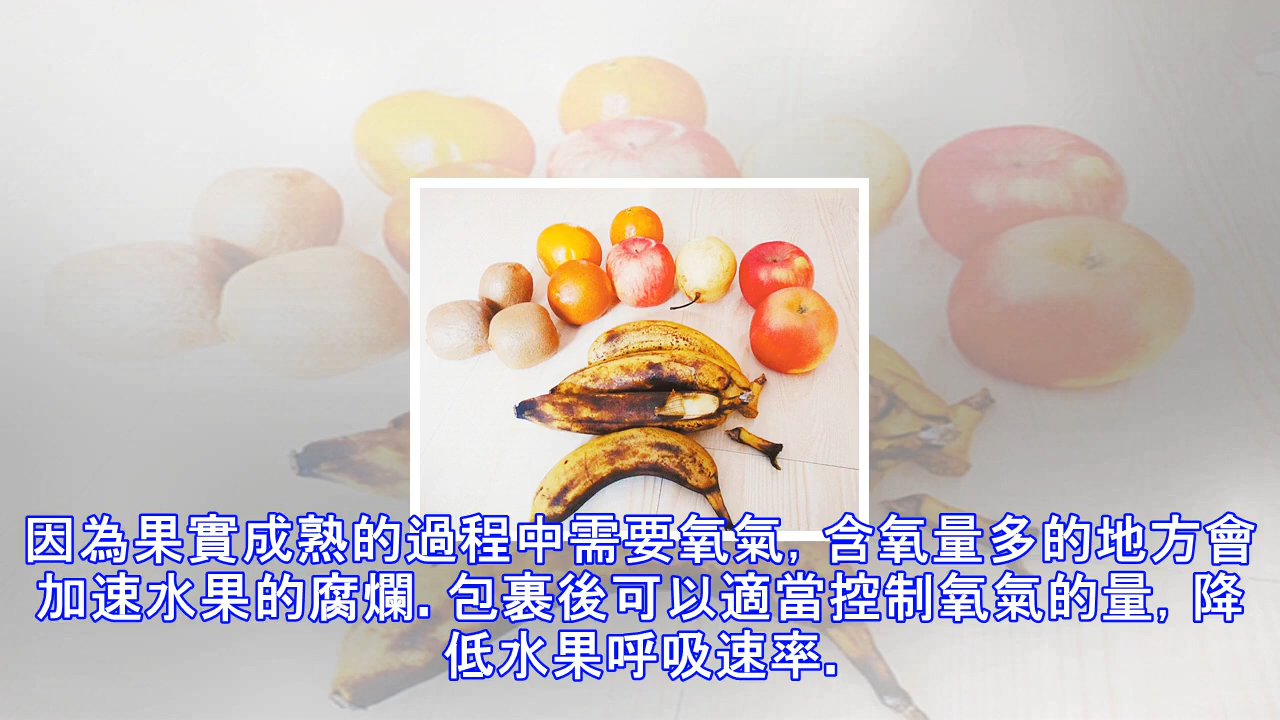 因為果實成熟的過程中需要氧氣, 含氧量多的地方會
加速水果的腐爛. 包裹後可以適當控制氧氣的量, 降
低水果呼吸速率.